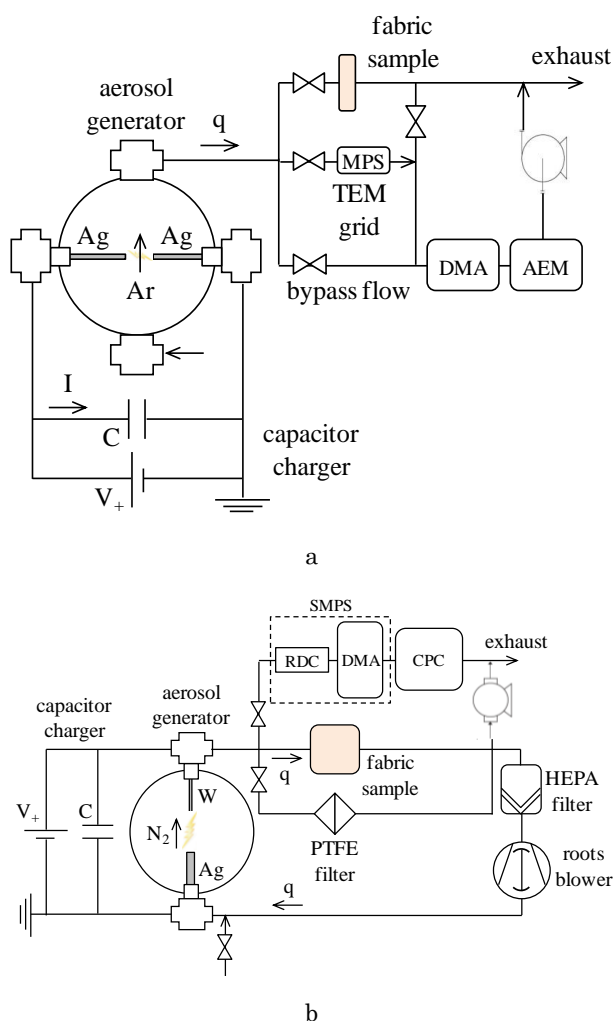 fabric
sample
exhaust
aerosol
generator
q
MPS
TEM
grid
Ag
Ag
Ar
bypass flow
DMA
AEM
I
C
capacitor
charger
V+
a
SMPS
RDC
DMA
CPC
exhaust
aerosol
generator
capacitor
charger
q
fabric
sample
W
HEPA
filter
V+
C
N2
PTFE
filter
Ag
roots
blower
q
b